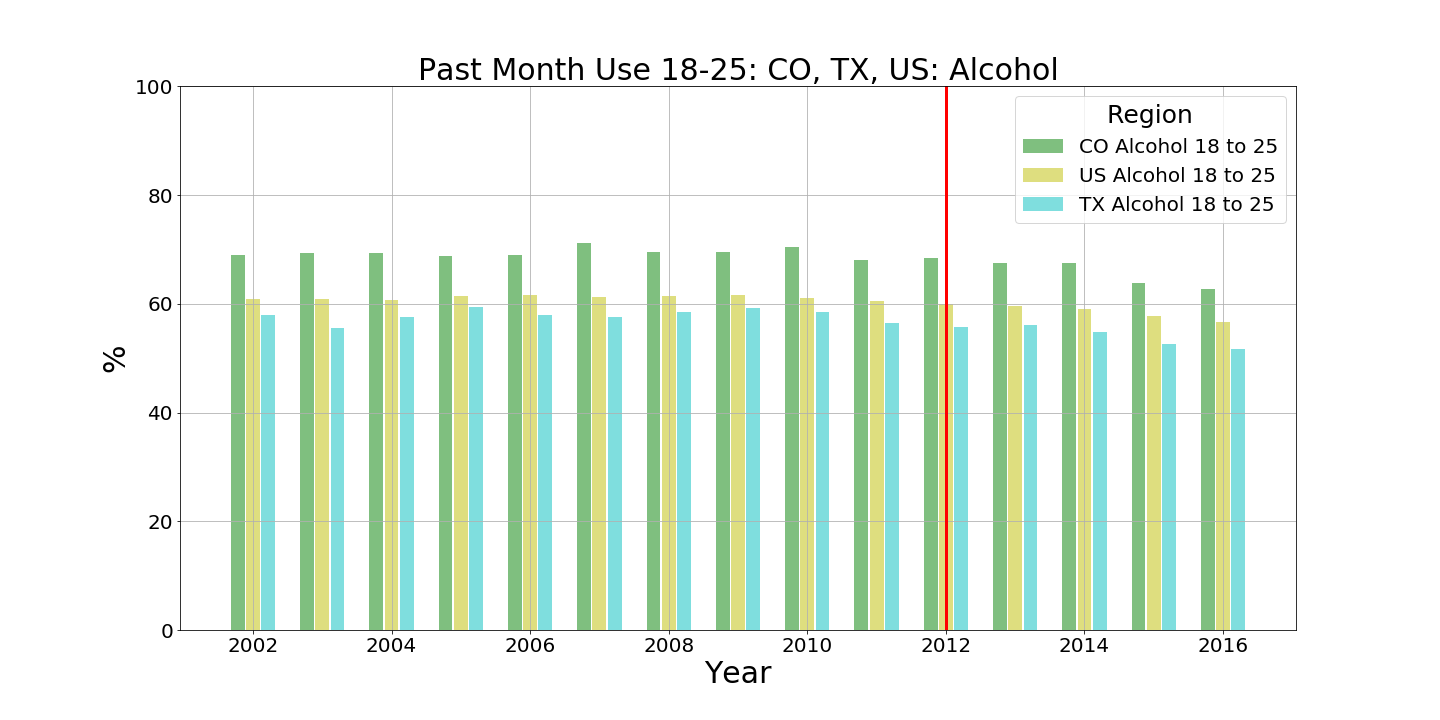 Past Month Use 18-25: CO, TX, US: Alcohol
100
80
60
40
20
0
%
Region
CO Alcohol 18 to 25
US Alcohol 18 to 25
TX Alcohol 18 to 25
2002 2004 2006 2008 2010 2012 2014 2016
Year